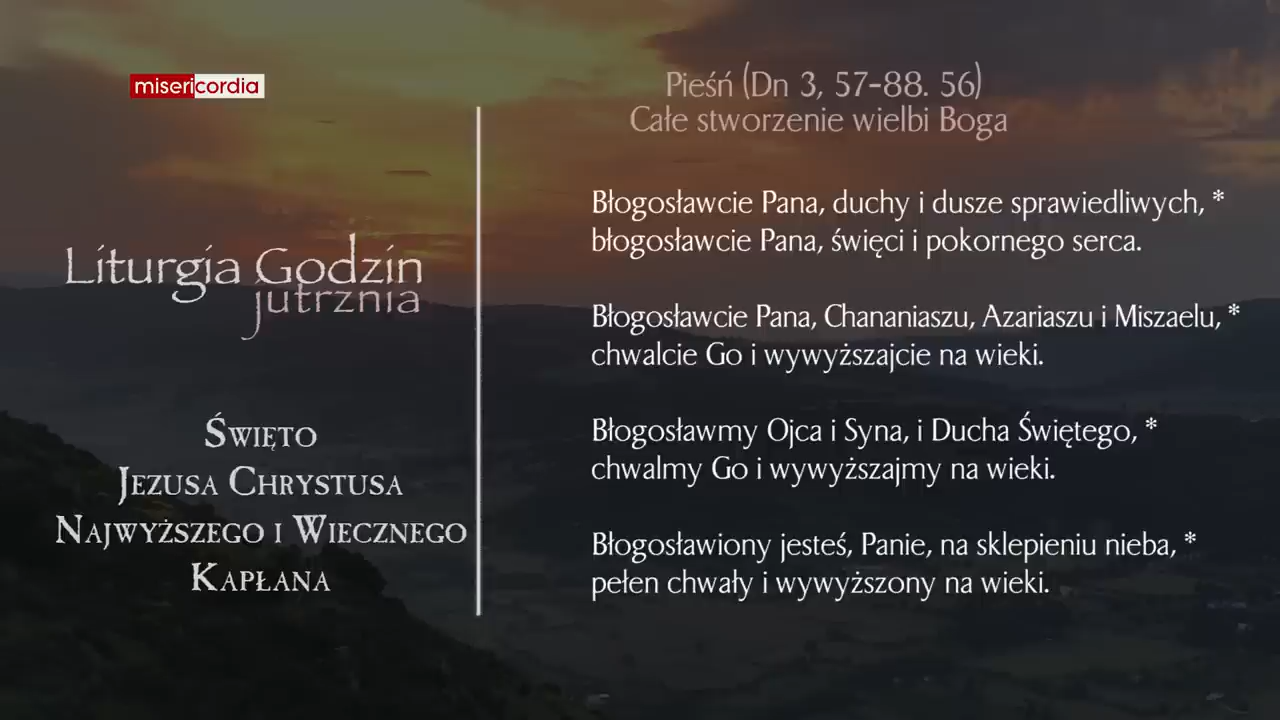 misericordia
Liturgia Godzin
jutrznia
Święto
Jezusa Chrystusa
Najwyższego i Wiecznego
Kapłana
Pieśń (Dn 3, 57-88. 56)
Całe stworzenie wielbi Boga
Błogosławcie Pana, duchy i dusze sprawiedliwych, *
błogosławcie Pana, święci i pokornego serca.
Błogosławcie Pana, Chananiaszu, Azariaszu i Miszaelu, *
chwalcie Go i wywyższajcie na wieki.
Błogosławmy Ojca i Syna, i Ducha Świętego, *
chwalmy Go i wywyższajmy na wieki.
Błogosławiony jesteś, Panie, na sklepieniu nieba, *
pełen chwały i wywyższony na wieki.